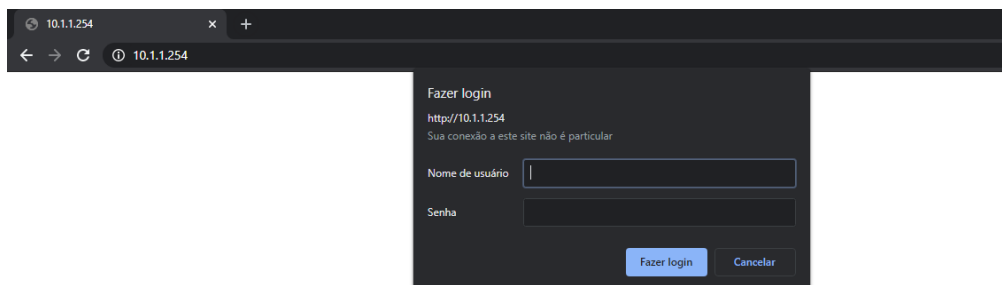 10.1.1.254
10.1.1.254
Fazer login
http://10.1.1.254
Sua conexão a este site não é particular
Nome de usuário
Senha
Fazer login Cancelar